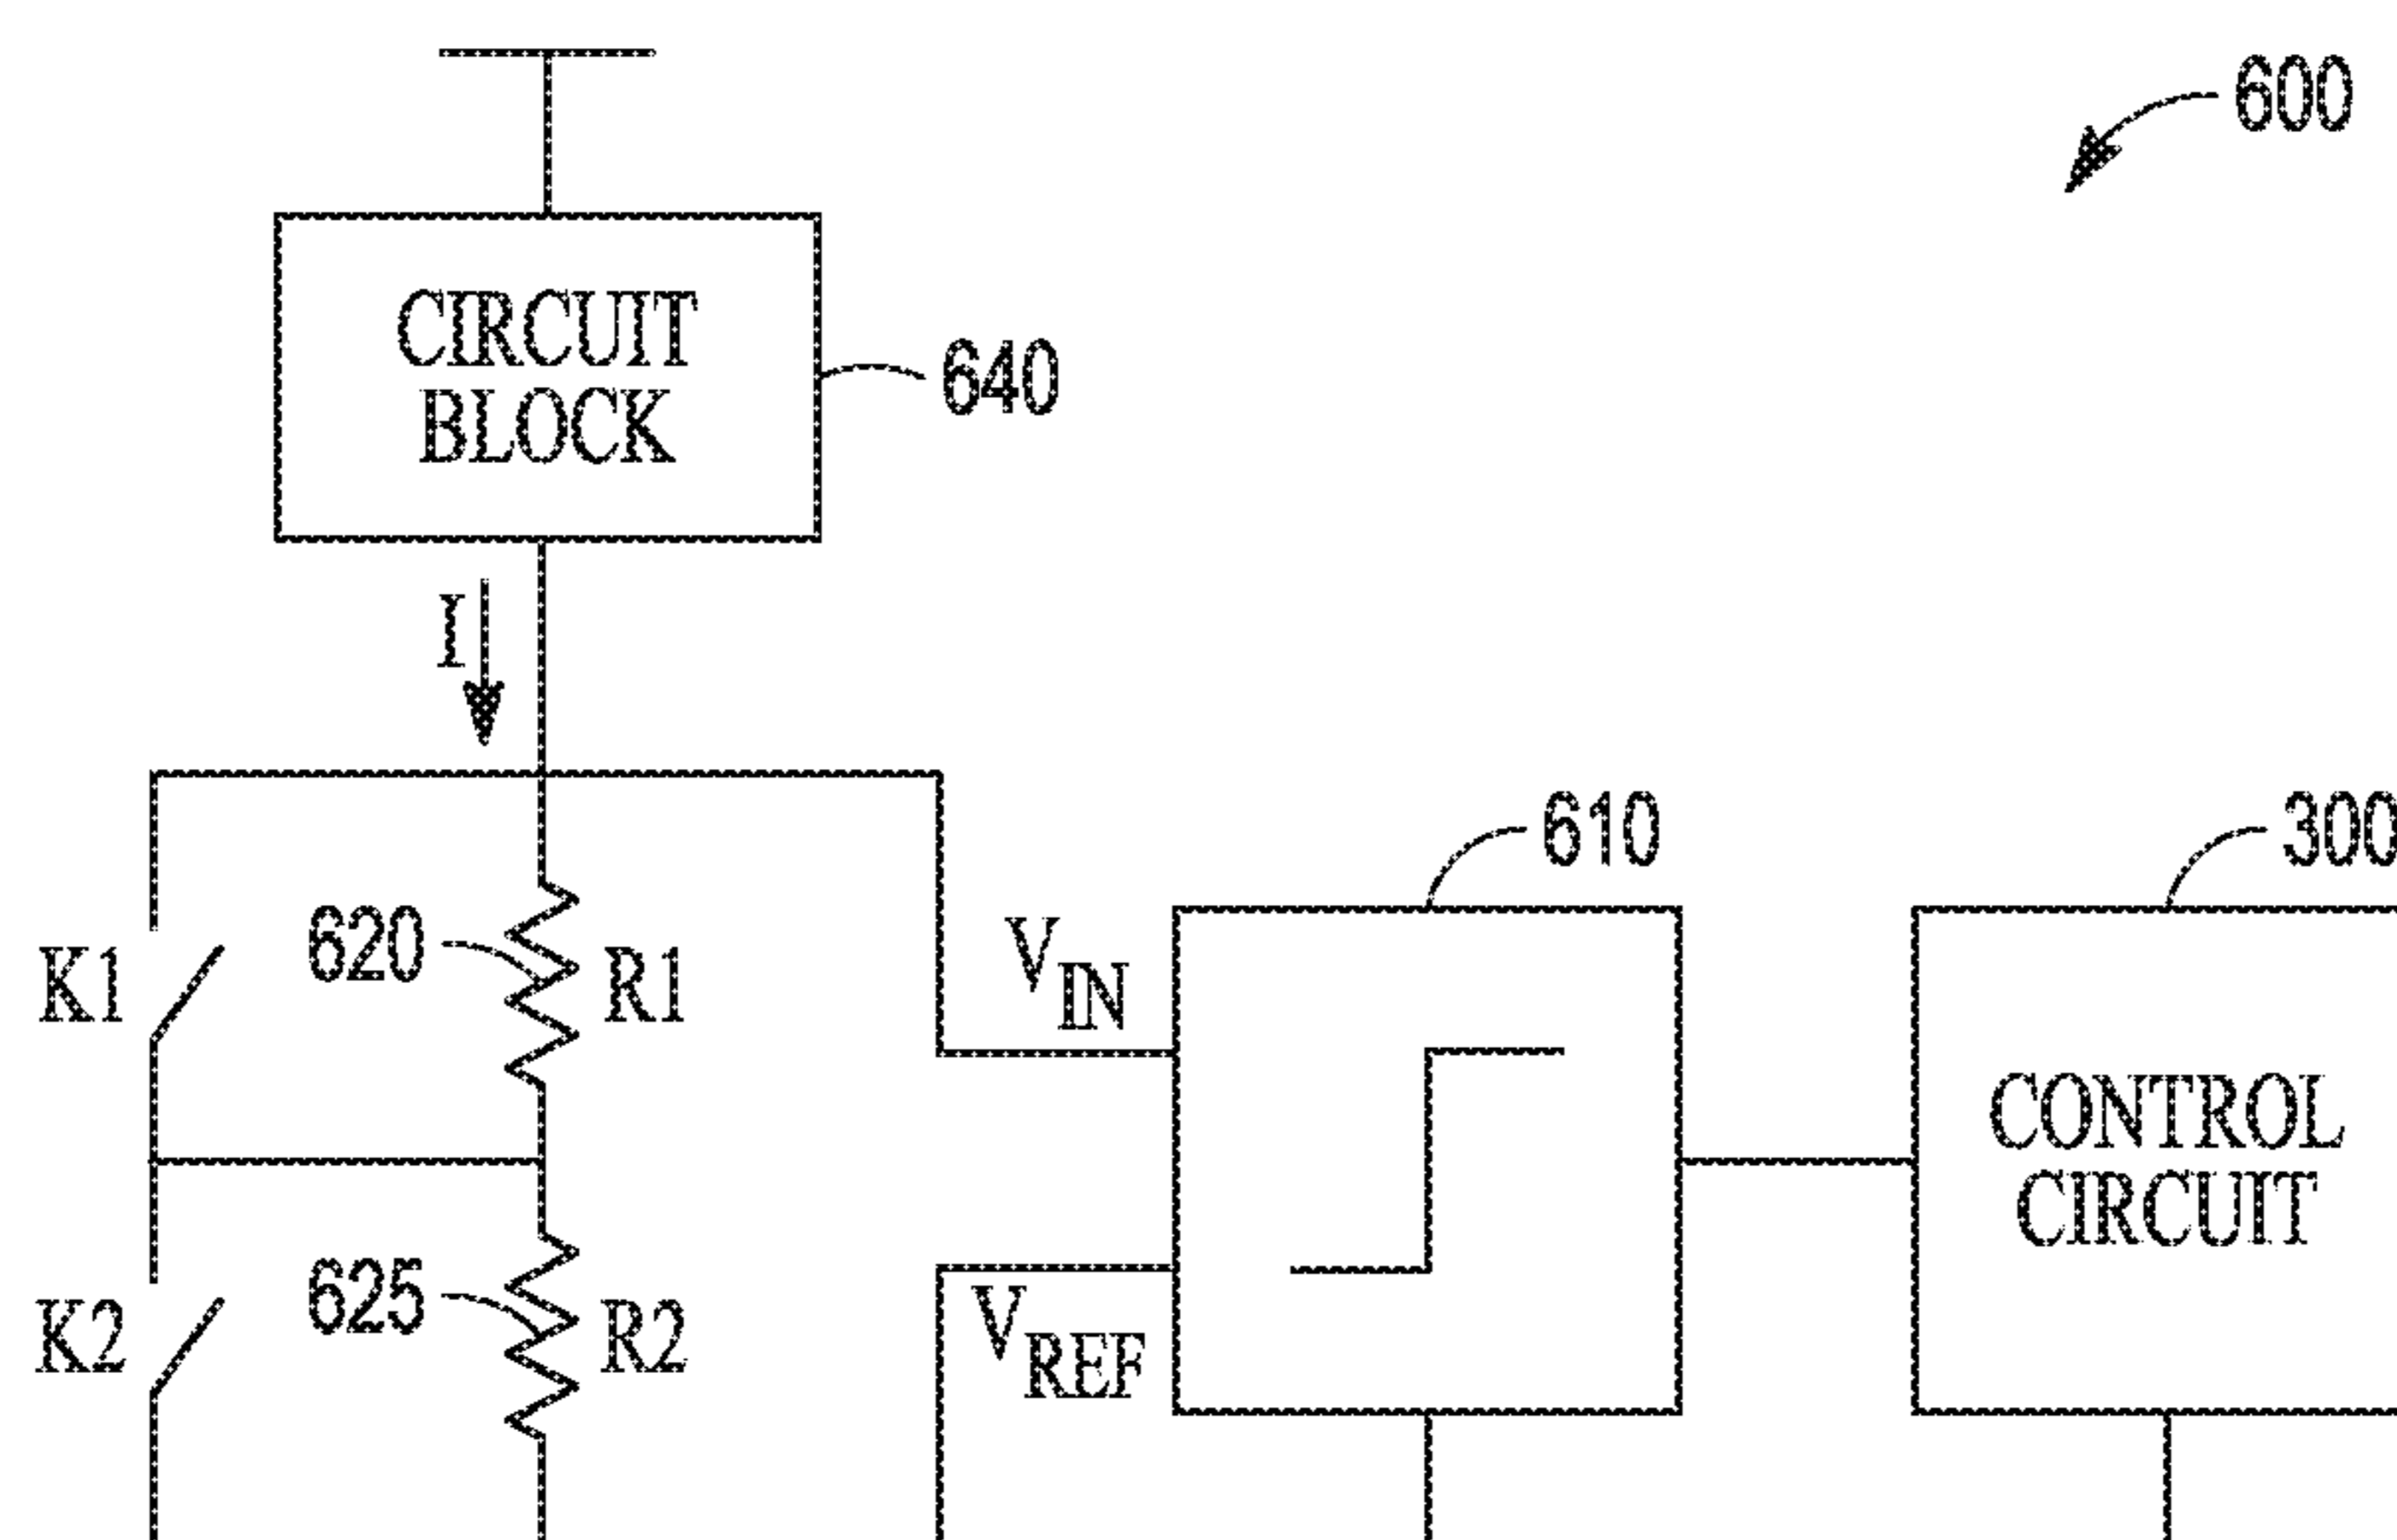 600
CIRCUIT
BLOCK
640
I
610
300
K1
620
R1
VIN
CONTROL
CIRCUIT
K2
625
R2
VREF